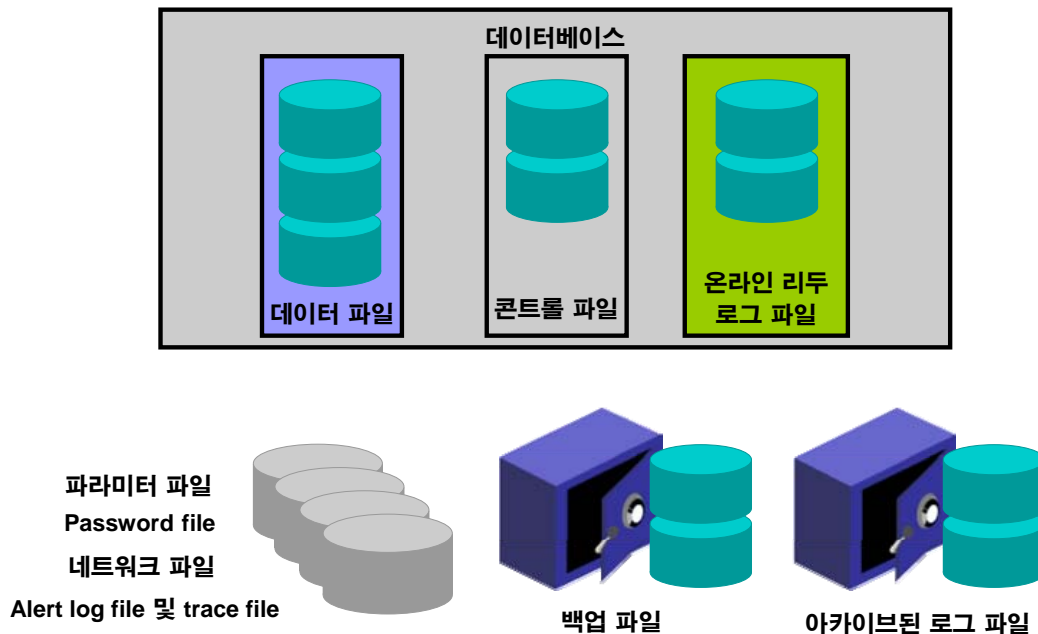 데이터베이스
데이터 파일
콘트롤 파일
온라인 리두
로그 파일
파라미터 파일
Password file
네트워크 파일
Alert log file 및 trace file
백업 파일
아카이브된 로그 파일